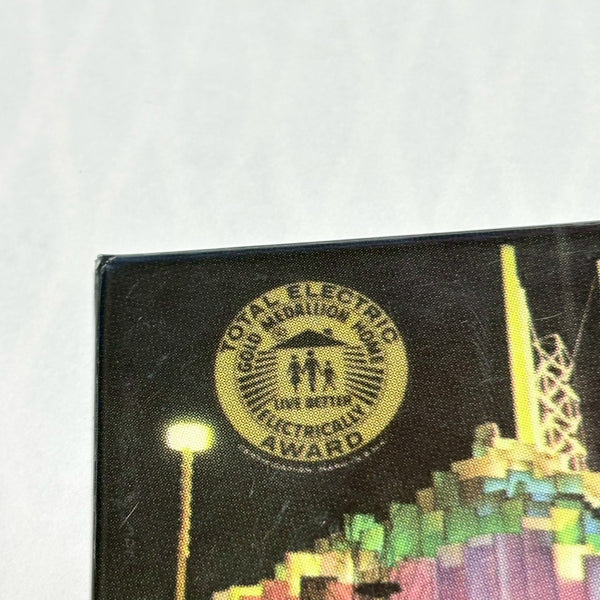 TOTAL ELECTRIC
GOLD MEDALLION HOME
LIVE BETTER
ELECTRICALLY
AWARD